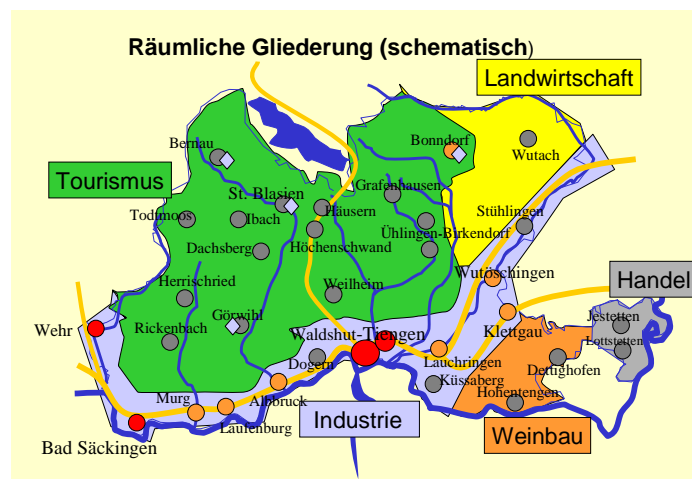 Räumliche Gliederung (schematisch)
Landwirtschaft
Bernau
Bonndorf
Wutach
Tourismus
St. Blasien
Grafenhausen
Todtmoos
Ibach
Häusern
Stühlingen
Ühlingen-Birkendorf
Dachsberg
Höchenschwand
Wutöschingen
Handel
Herrischried
Weilheim
Görwihl
Klettgau
Jestetten
Wehr
Rickenbach
Waldshut-Tiengen
Lottstetten
Dogern
Lauchringen
Dettighofen
Küssaberg
Murg
Albbruck
Hohentengen
Laufenburg
Industrie
Weinbau
Bad Säckingen